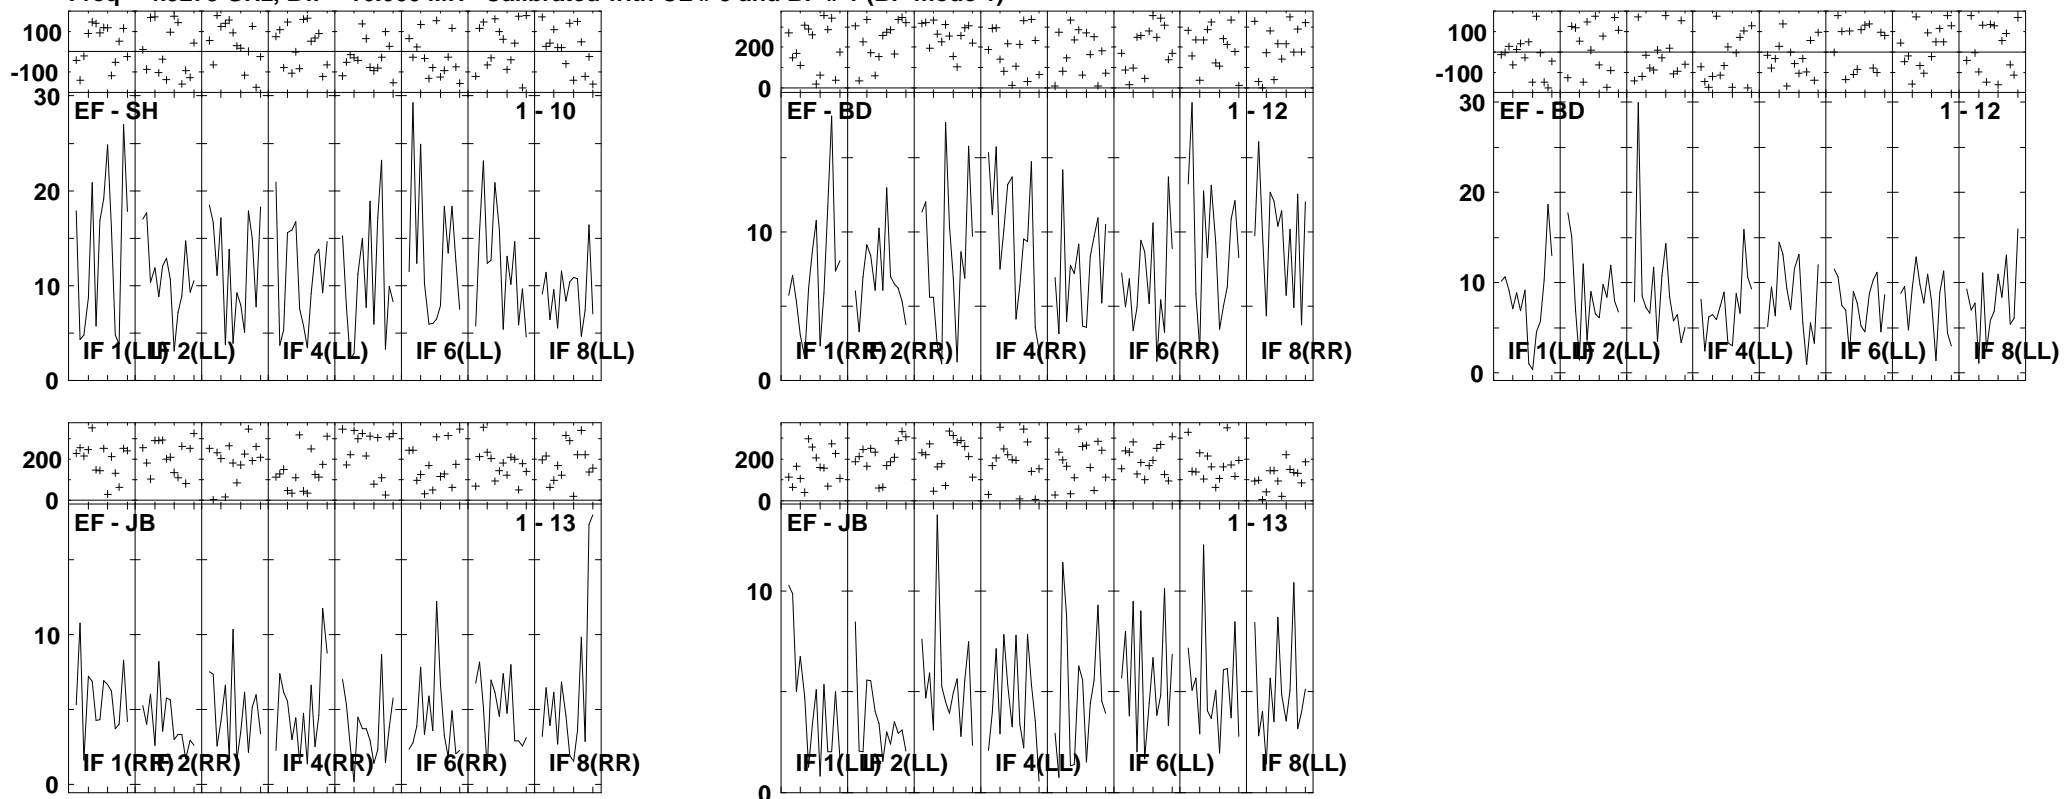 100
-100
30
20
10
0
EF - SH
1 - 10
IF 1(LL)
IF 2(LL)
IF 4(LL)
IF 6(LL)
IF 8(LL)
200
0
10
0
EF - BD
1 - 12
IF 1(RR)
IF 2(RR)
IF 4(RR)
IF 6(RR)
IF 8(RR)
100
-100
30
20
10
0
EF - BD
1 - 12
IF 1(LL)
IF 2(LL)
IF 4(LL)
IF 6(LL)
IF 8(LL)
200
0
10
0
EF - JB
1 - 13
IF 1(RR)
IF 2(RR)
IF 4(RR)
IF 6(RR)
IF 8(RR)
200
0
10
0
EF - JB
1 - 13
IF 1(LL)
IF 2(LL)
IF 4(LL)
IF 6(LL)
IF 8(LL)